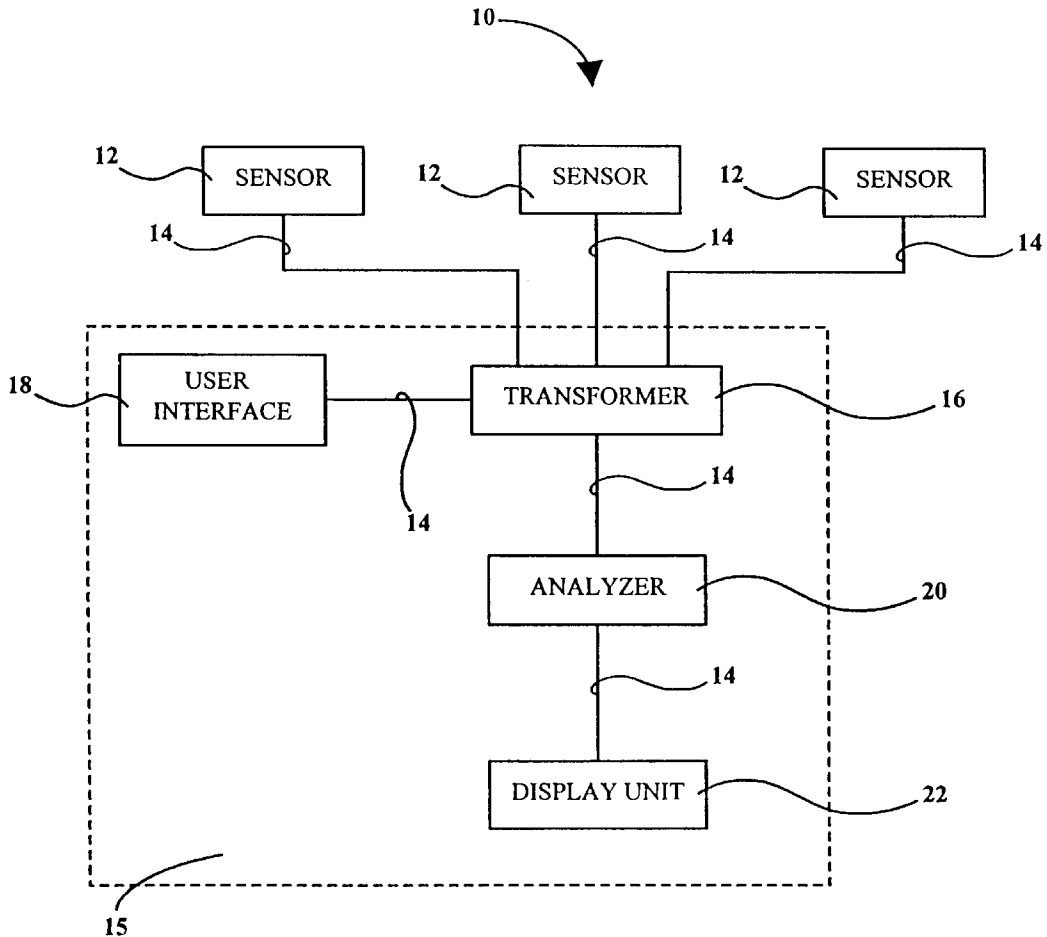 10
12
SENSOR
12
SENSOR
12
SENSOR
14
14
14
18
USER
INTERFACE
TRANSFORMER
16
14
14
ANALYZER
20
14
DISPLAY UNIT
22
15